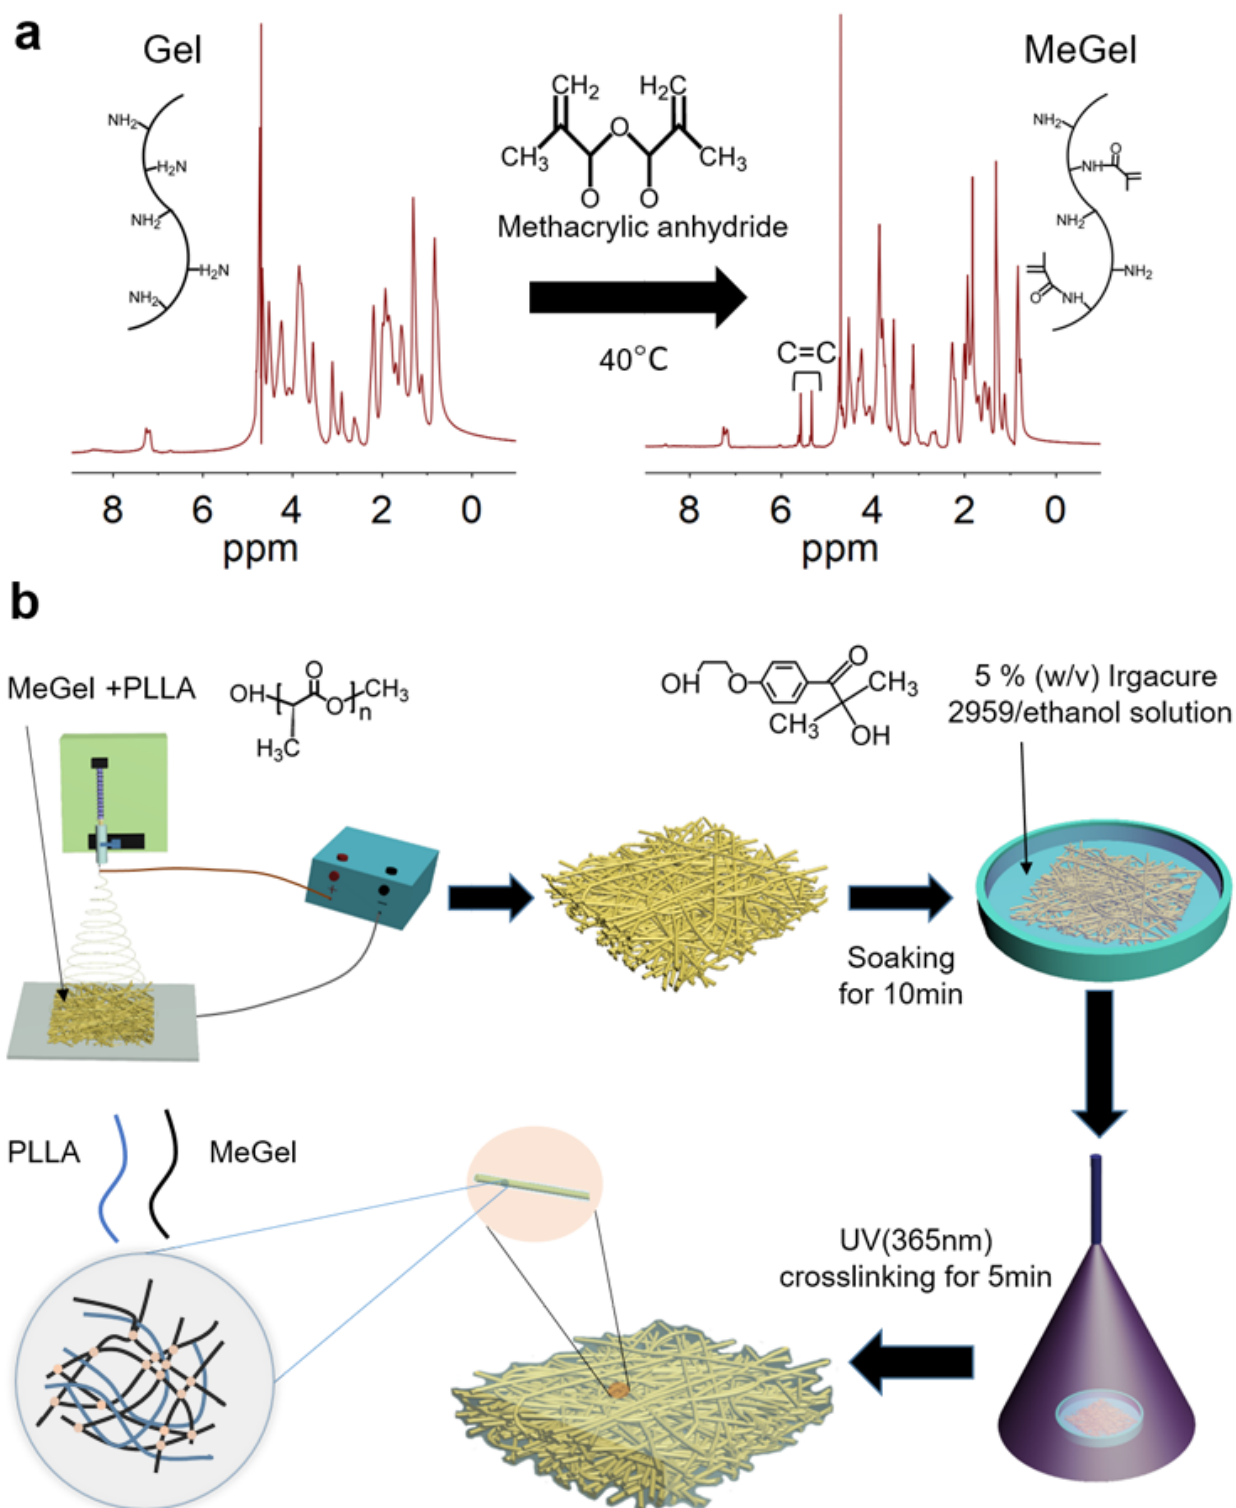 a
Gel
MeGel
NH₂
H₂N
NH₂
H₂N
NH₂
CH₂
H₂C
O
CH₃
CH₃
O
O
Methacrylic anhydride
40°C
NH₂
O
NH
NH₂
NH₂
O
NH
C=C
8 6 4 2 0
ppm
8 6 4 2 0
ppm
b
MeGel +PLLA
OH
O
O
CH₃
n
H₃C
+
−
OH
O
O
CH₃
CH₃
OH
5 % (w/v) Irgacure
2959/ethanol solution
Soaking
for 10min
PLLA
MeGel
UV(365nm)
crosslinking for 5min